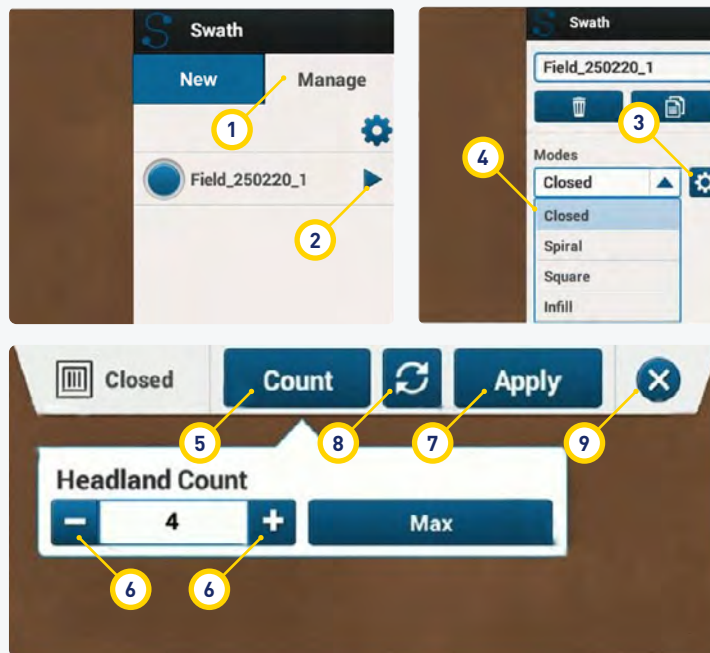 Swath
New Manage
1
Field_250220_1
2
Swath
Field_250220_1
3
4
Modes
Closed
Closed
Spiral
Square
Infill
Closed Count Apply
5 8 7 9
Headland Count
4 Max
6 6